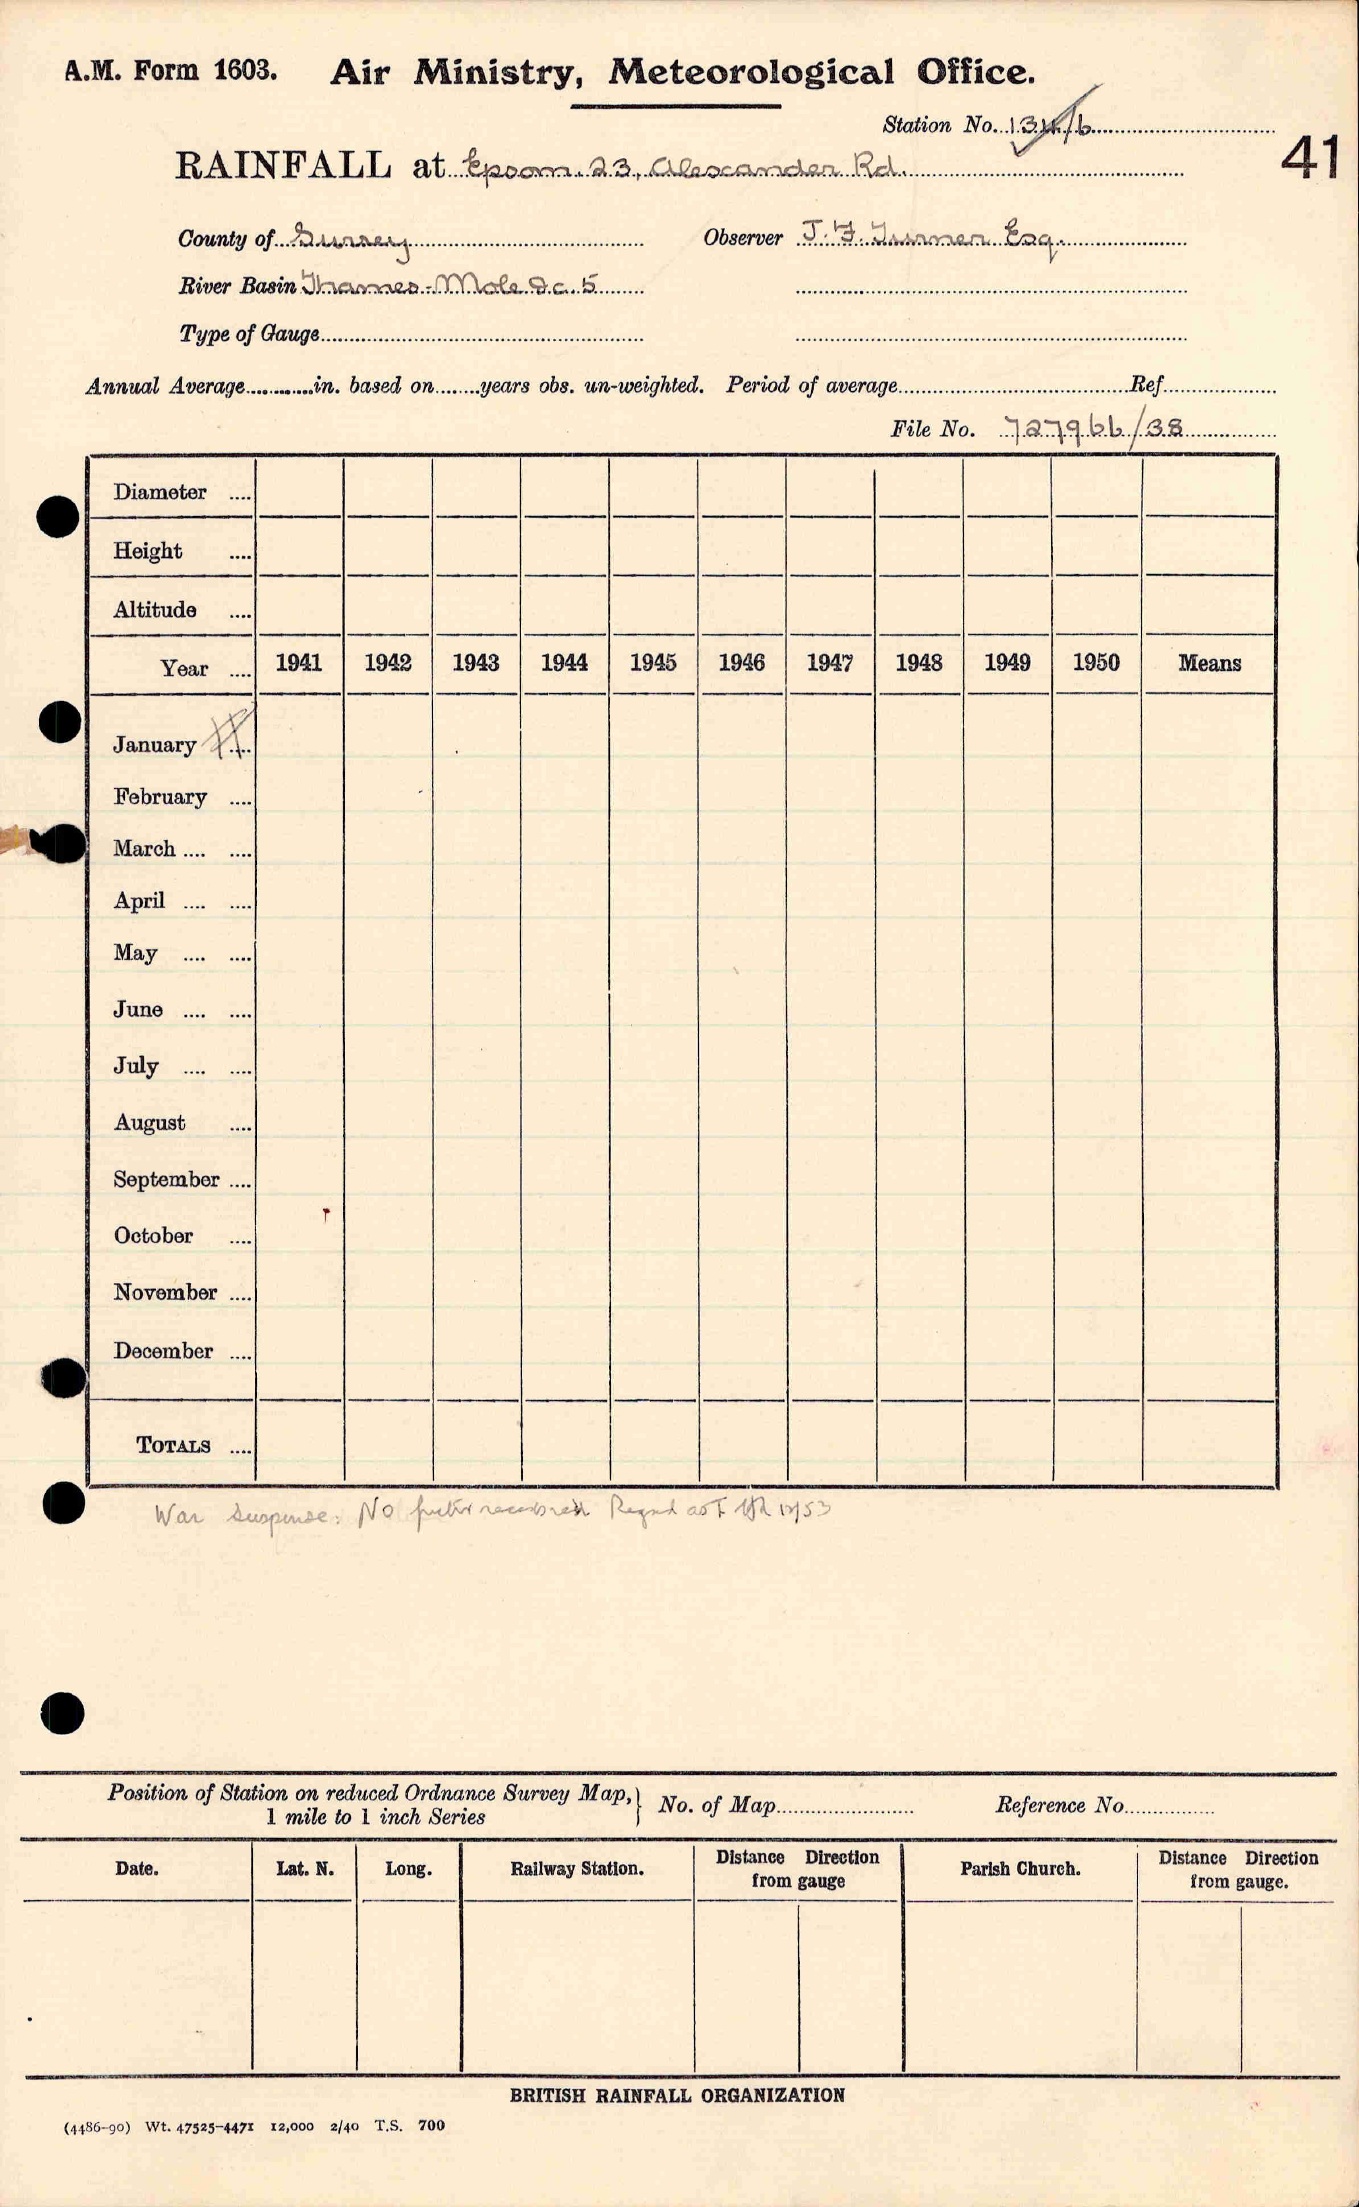 A.M. Form 1603. Air Ministry, Meteorological Office.
Station No. 134/6
41
RAINFALL at Epsom. 23, Alexander Rd.
County of Surrey Observer J. F. Turner Esq.
River Basin Thames-Mole &c. 5
Type of Gauge
Annual Average............in. based on........years obs. un-weighted. Period of average........Ref........
File No. 727966/38
Diameter ....
Height ....
Altitude ....
Year .... 1941 1942 1943 1944 1945 1946 1947 1948 1949 1950 Means
January ....
February ....
March .... ....
April .... ....
May .... ....
June .... ....
July .... ....
August ....
September ....
October ....
November ....
December ....
TOTALS ....
War Suspense: No further records recd Regard as T 12/53
Position of Station on reduced Ordnance Survey Map, } No. of Map........ Reference No........
1 mile to 1 inch Series
Date. Lat. N. Long. Railway Station. Distance Direction from gauge Parish Church. Distance Direction from gauge.
BRITISH RAINFALL ORGANIZATION
(4486-90) Wt. 47525-4471 12,000 2/40 T.S. 700